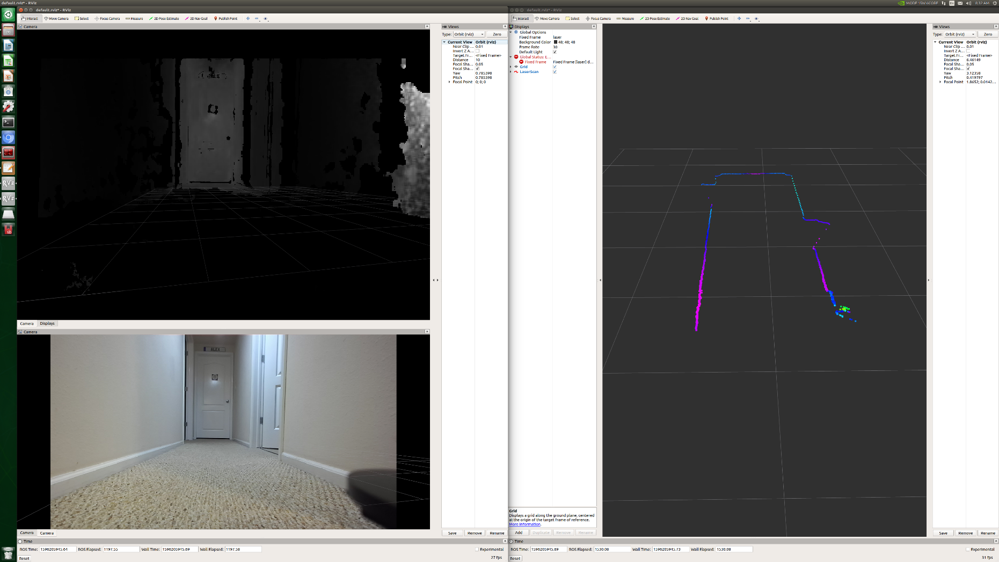 default.rviz* - RViz
MODE 15W 6CORE En 8:32 AM
default.rviz* - RViz
Interact Move Camera Select Focus Camera Measure 2D Pose Estimate 2D Nav Goal Publish Point
Camera
Views
Type: Orbit (rviz) Zero
Current View Orbit (rviz)
Near Clip ... 0.01
Invert Z A...
Target Fr... <Fixed Frame>
Distance 10
Focal Sha... 0.05
Focal Sha... ✓
Yaw 0.785398
Pitch 0.785398
Focal Point 0; 0; 0
Camera Displays
Camera
ALEX
Camera Camera
Save Remove Rename
Time
ROS Time: 1596205945.64 ROS Elapsed: 1197.55 Wall Time: 1596205945.69 Wall Elapsed: 1197.58 Experimental
Reset 27 fps
default.rviz* - RViz
Interact Move Camera Select Focus Camera Measure 2D Pose Estimate 2D Nav Goal Publish Point
Displays
Global Options
Fixed Frame laser
Background Color 48; 48; 48
Frame Rate 30
Default Light ✓
Global Status: E...
Fixed Frame Fixed Frame [laser] d...
Grid ✓
LaserScan ✓
Grid
Displays a grid along the ground plane, centered
at the origin of the target frame of reference.
More Information.
Add Duplicate Remove Rename
Views
Type: Orbit (rviz) Zero
Current View Orbit (rviz)
Near Clip ... 0.01
Invert Z A...
Target Fr... <Fixed Frame>
Distance 6.46149
Focal Sha... 0.05
Focal Sha... ✓
Yaw 3.12358
Pitch 0.419797
Focal Point 1.8652; 0.0142...
Save Remove Rename
Time
ROS Time: 1596205945.69 ROS Elapsed: 1530.08 Wall Time: 1596205945.73 Wall Elapsed: 1530.08 Experimental
Reset 31 fps
RViz
RViz
SD